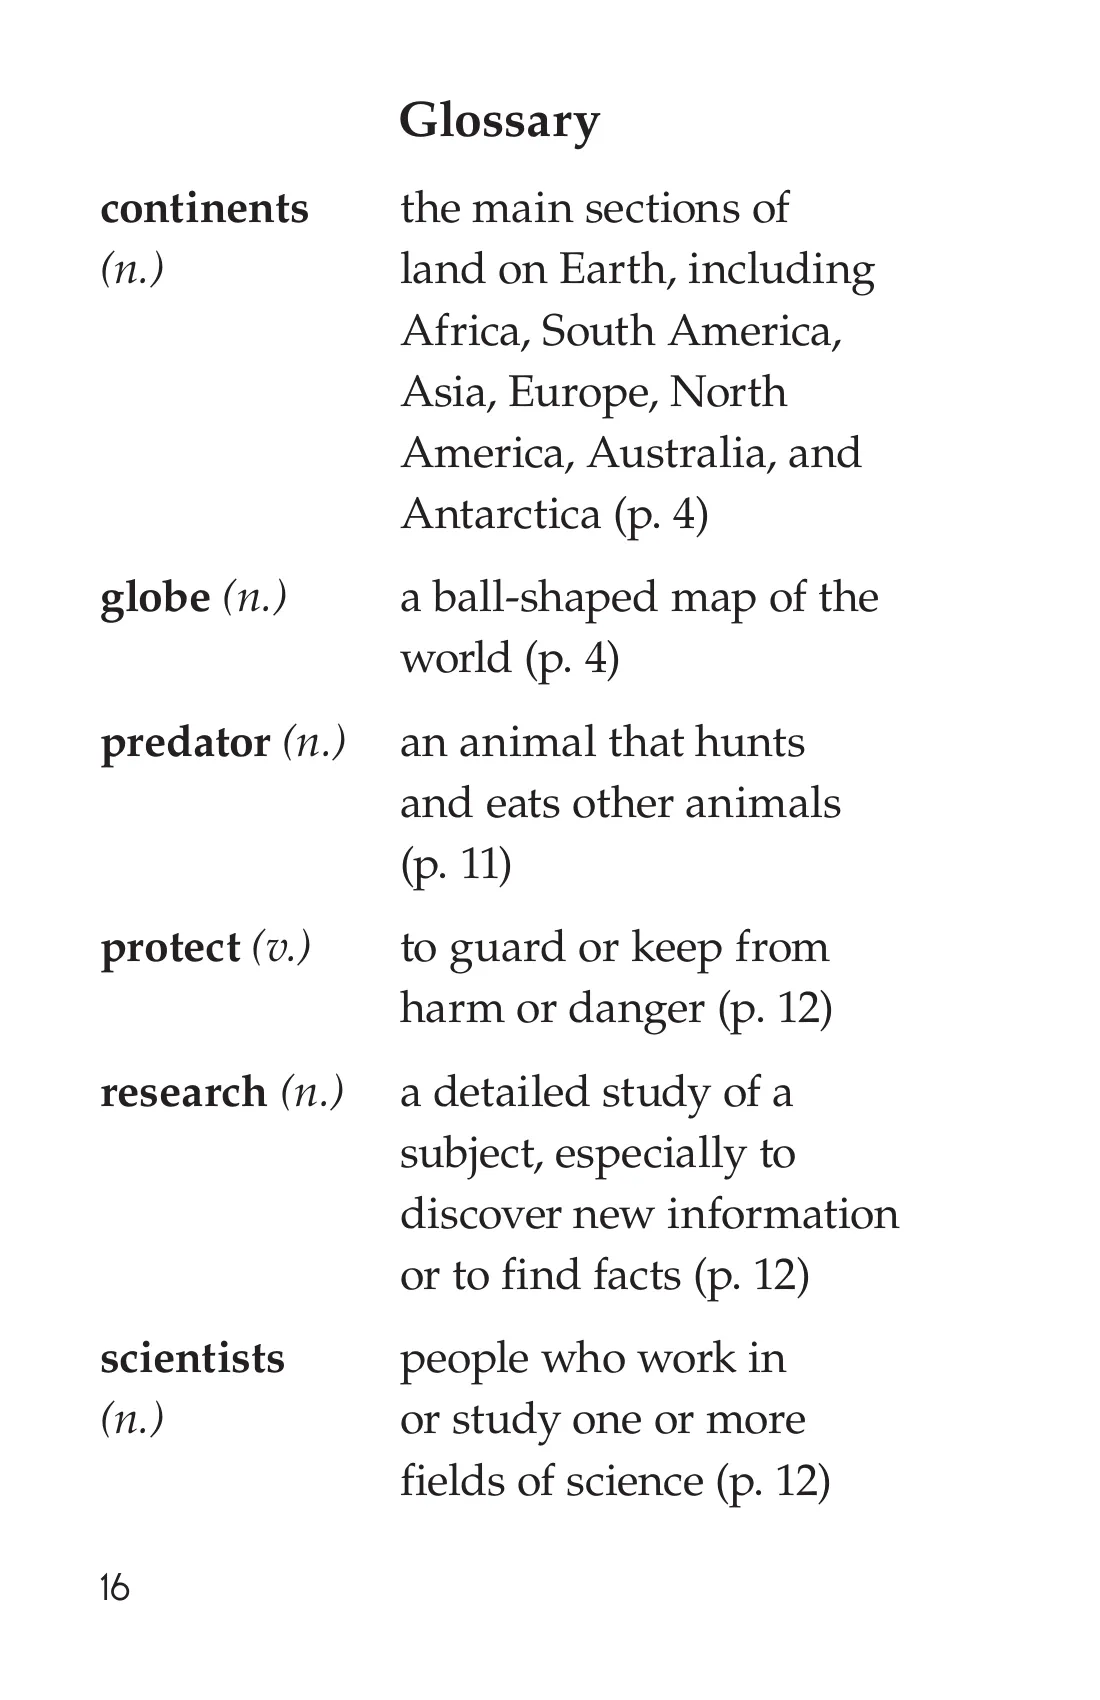 Glossary
continents the main sections of
(n.) land on Earth, including
Africa, South America,
Asia, Europe, North
America, Australia, and
Antarctica (p. 4)
globe (n.) a ball-shaped map of the
world (p. 4)
predator (n.) an animal that hunts
and eats other animals
(p. 11)
protect (v.) to guard or keep from
harm or danger (p. 12)
research (n.) a detailed study of a
subject, especially to
discover new information
or to find facts (p. 12)
scientists people who work in
(n.) or study one or more
fields of science (p. 12)
16